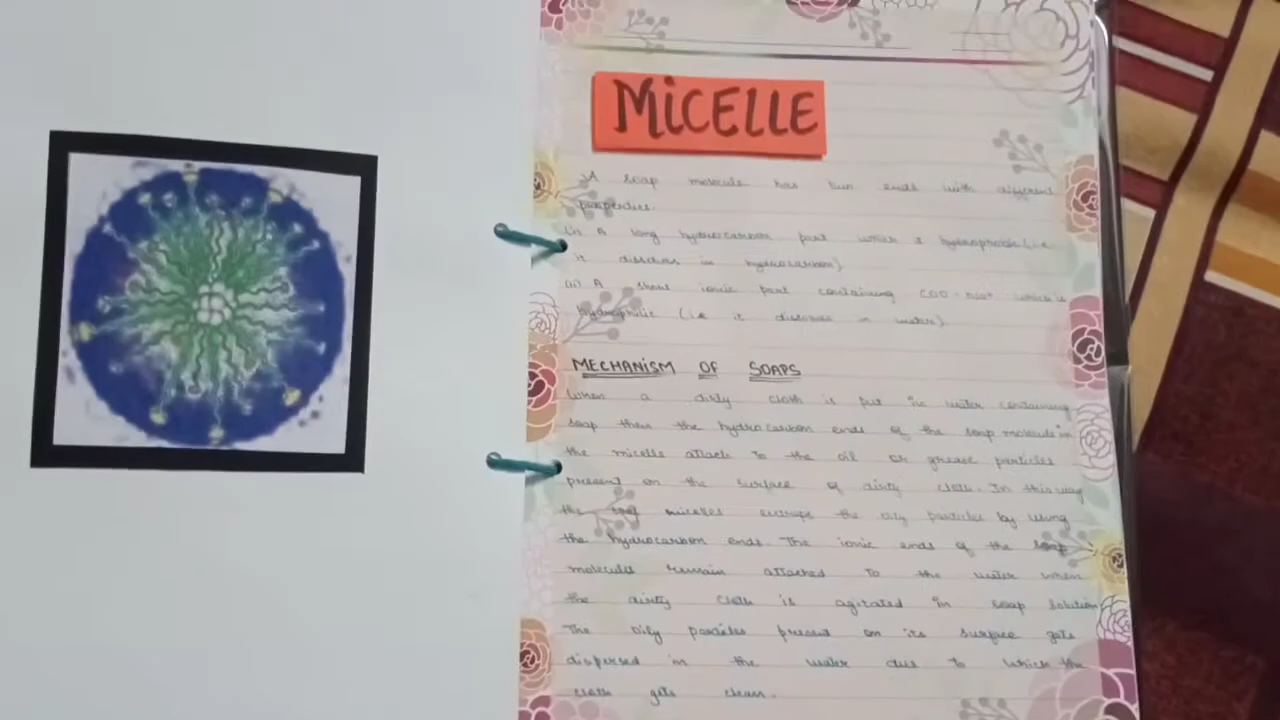 MiCELLE
A soap molecule has two ends with different
properties.
(i) A long hydrocarbon part which is hydrophobic (i.e.
it dissolves in hydrocarbon)
(ii) A short ionic part containing COO-Na+ which is
hydrophilic (i.e it dissolves in water)
MECHANISM OF SOAPS
When a dirty cloth is put in water containing
soap then the hydrocarbon ends of the soap molecule in
the micelle attach to the oil or grease particles
present on the surface of dirty cloth. In this way
the soap micelles entraps the oily particles by using
the hydrocarbon ends. The ionic ends of the soap
molecules remain attached to the water when
the dirty cloth is agitated in soap solution
The oily particles present on its surface gets
dispersed in the water due to which the
cloth gets clean.